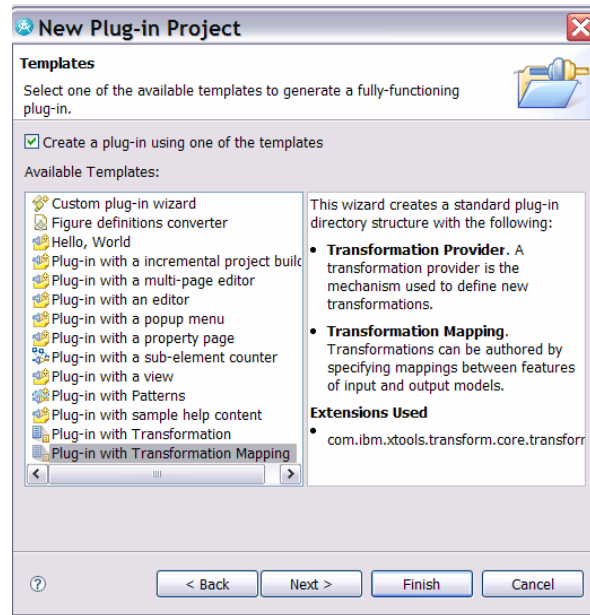 New Plug-in Project
Templates
Select one of the available templates to generate a fully-functioning
plug-in.
Create a plug-in using one of the templates
Available Templates:
Custom plug-in wizard
Figure definitions converter
Hello, World
Plug-in with a incremental project builc
Plug-in with a multi-page editor
Plug-in with an editor
Plug-in with a popup menu
Plug-in with a property page
Plug-in with a sub-element counter
Plug-in with a view
Plug-in with Patterns
Plug-in with sample help content
Plug-in with Transformation
Plug-in with Transformation Mapping
This wizard creates a standard plug-in
directory structure with the following:
• Transformation Provider. A
transformation provider is the
mechanism used to define new
transformations.
• Transformation Mapping.
Transformations can be authored by
specifying mappings between features
of input and output models.
Extensions Used
• com.ibm.xtools.transform.core.transforr
?
< Back
Next >
Finish
Cancel